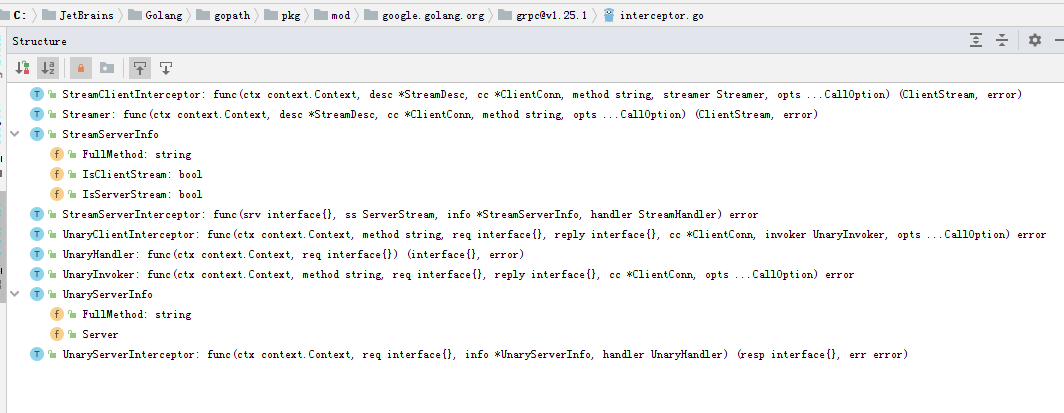 C: JetBrains Golang gopath pkg mod google.golang.org grpc@v1.25.1 interceptor.go
Structure
StreamClientInterceptor: func(ctx context.Context, desc *StreamDesc, cc *ClientConn, method string, streamer Streamer, opts ...CallOption) (ClientStream, error)
Streamer: func(ctx context.Context, desc *StreamDesc, cc *ClientConn, method string, opts ...CallOption) (ClientStream, error)
StreamServerInfo
FullMethod: string
IsClientStream: bool
IsServerStream: bool
StreamServerInterceptor: func(srv interface{}, ss ServerStream, info *StreamServerInfo, handler StreamHandler) error
UnaryClientInterceptor: func(ctx context.Context, method string, req interface{}, reply interface{}, cc *ClientConn, invoker UnaryInvoker, opts ...CallOption) error
UnaryHandler: func(ctx context.Context, req interface{}) (interface{}, error)
UnaryInvoker: func(ctx context.Context, method string, req interface{}, reply interface{}, cc *ClientConn, opts ...CallOption) error
UnaryServerInfo
FullMethod: string
Server
UnaryServerInterceptor: func(ctx context.Context, req interface{}, info *UnaryServerInfo, handler UnaryHandler) (resp interface{}, err error)